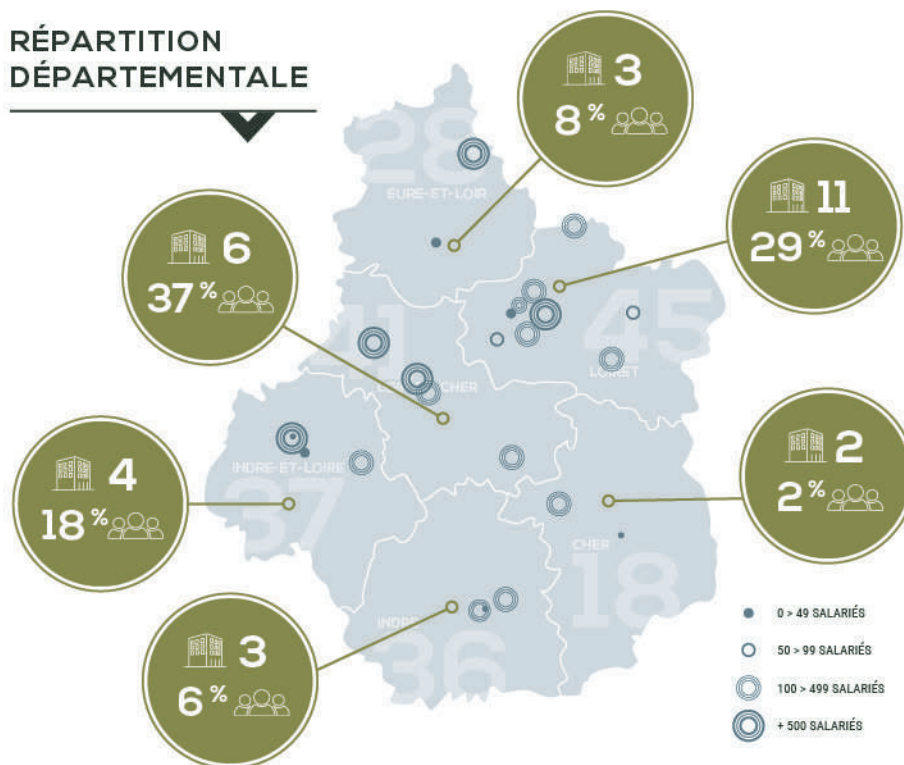 RÉPARTITION
DÉPARTEMENTALE
3
8 %
28
EURE-ET-LOIR
11
29 %
6
37 %
45
LOIRET
41
CHER
4
18 %
INDRE-ET-LOIRE
37
2
2 %
CHER
18
3
6 %
INDRE
36
0 > 49 SALARIÉS
50 > 99 SALARIÉS
100 > 499 SALARIÉS
+ 500 SALARIÉS